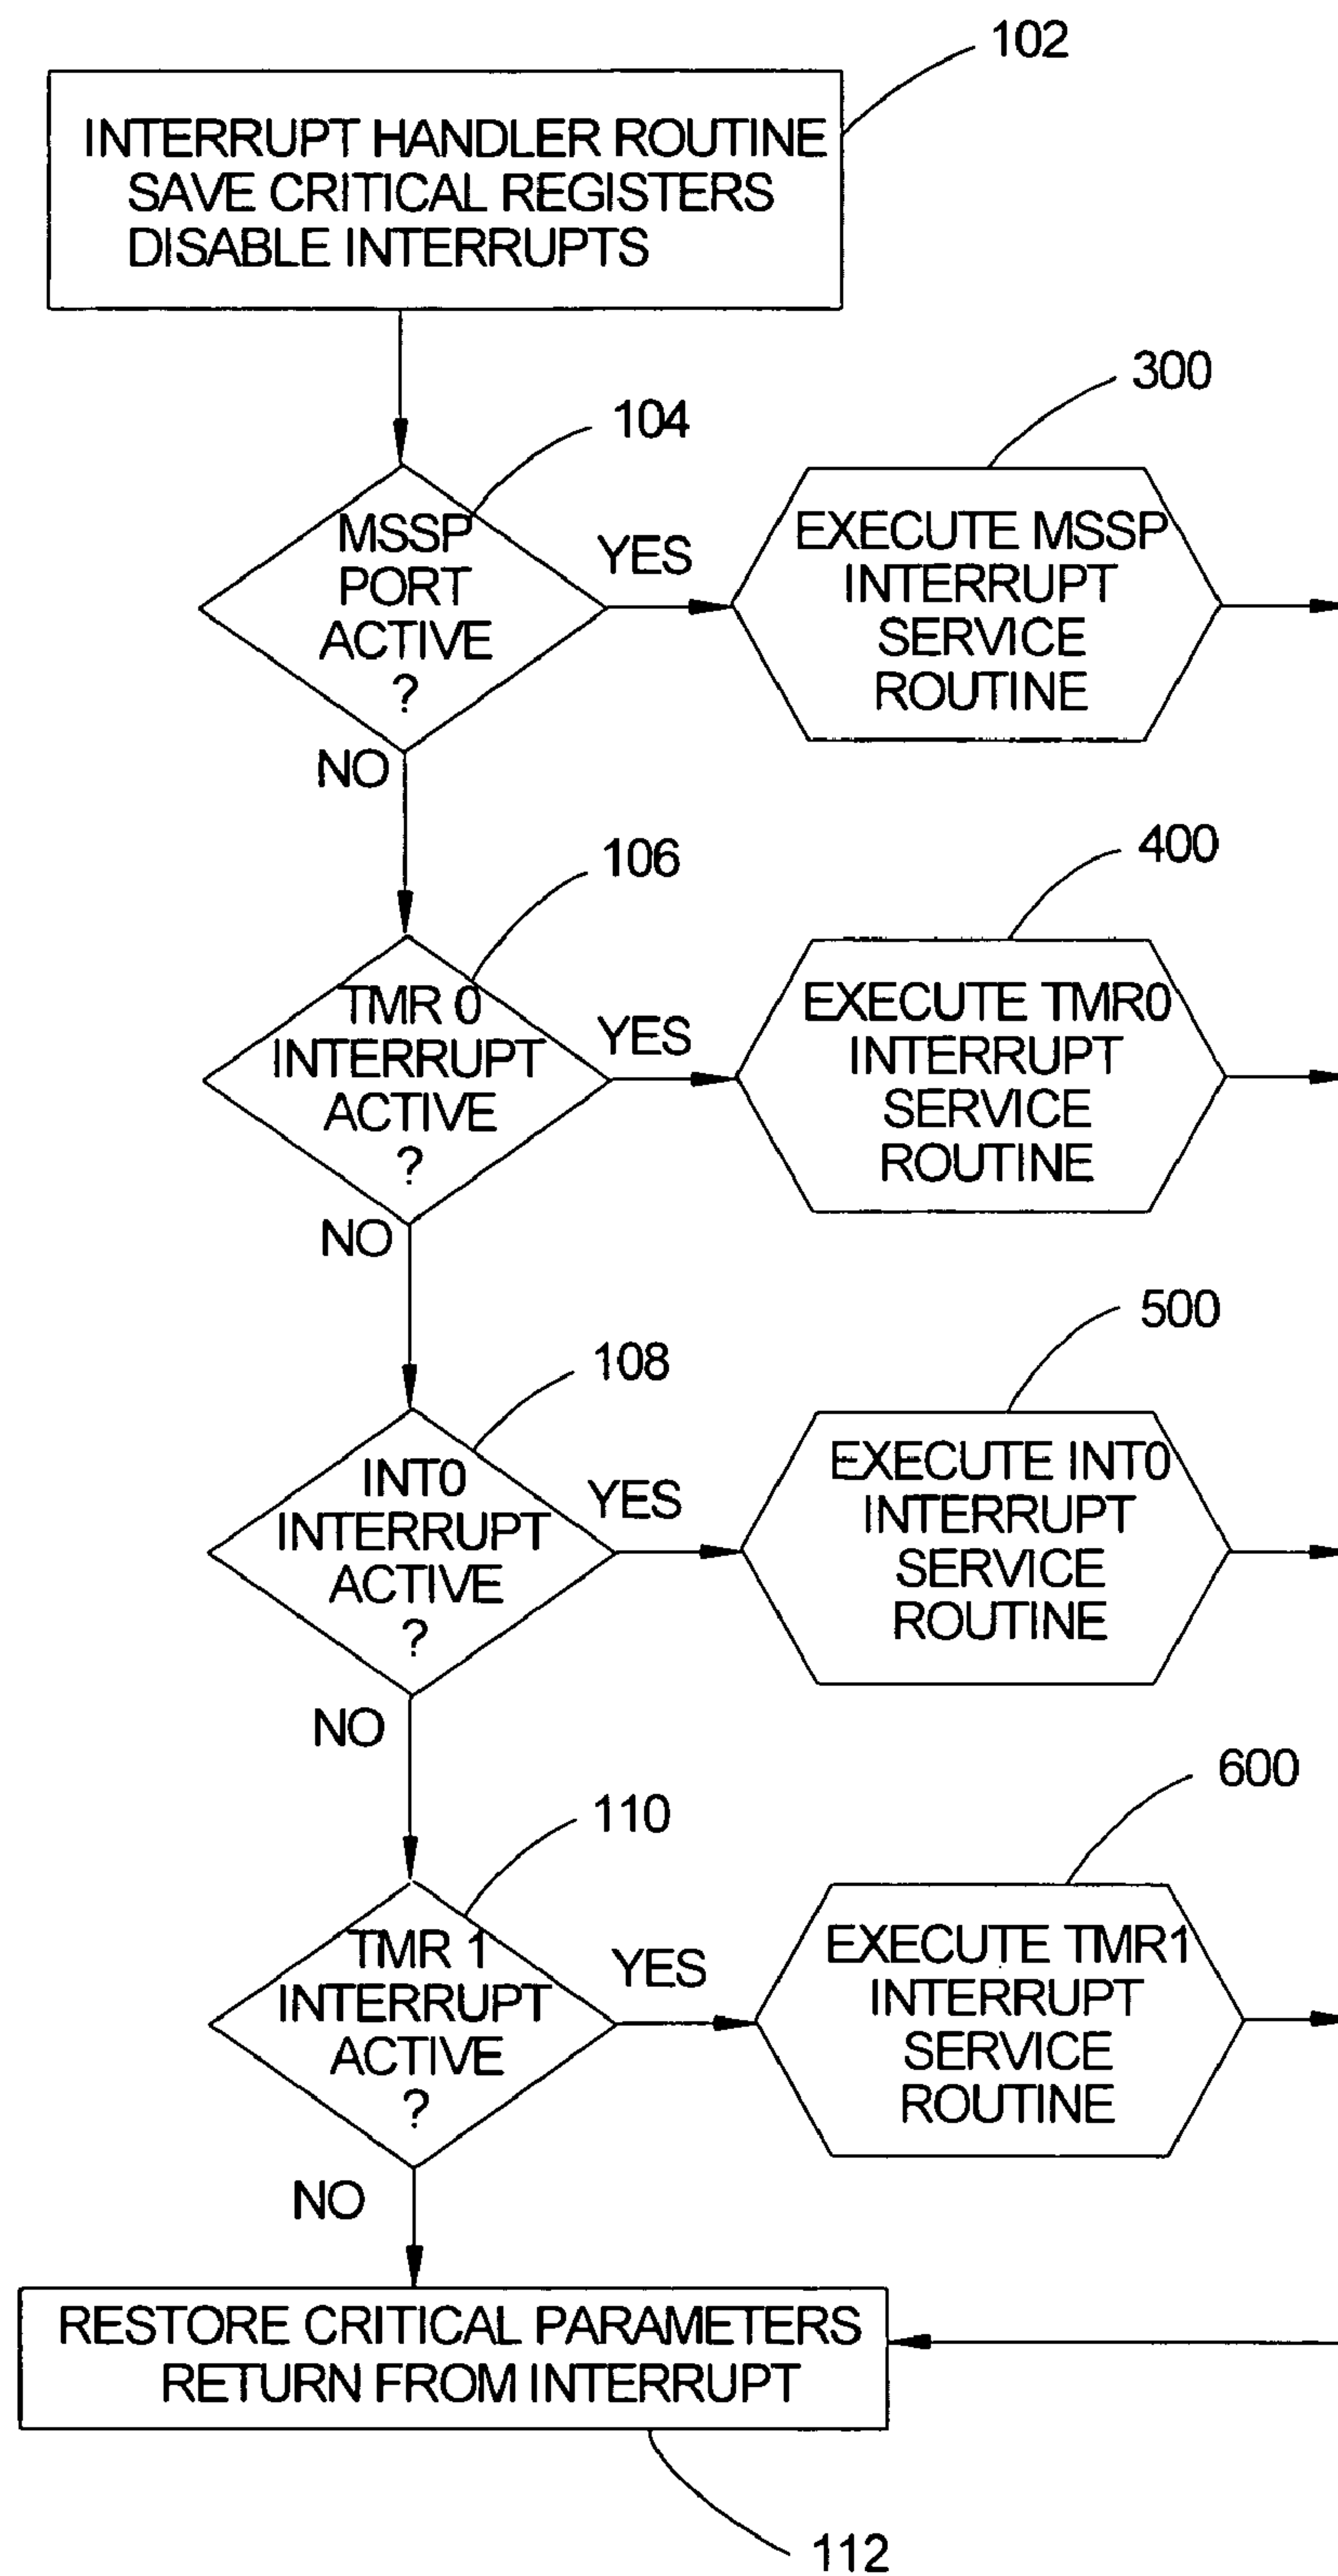 102
INTERRUPT HANDLER ROUTINE
SAVE CRITICAL REGISTERS
DISABLE INTERRUPTS
300
104
MSSP
PORT
ACTIVE
?
YES
EXECUTE MSSP
INTERRUPT
SERVICE
ROUTINE
NO
106
400
TMR 0
INTERRUPT
ACTIVE
?
YES
EXECUTE TMR0
INTERRUPT
SERVICE
ROUTINE
NO
108
500
INT0
INTERRUPT
ACTIVE
?
YES
EXECUTE INT0
INTERRUPT
SERVICE
ROUTINE
NO
110
600
TMR 1
INTERRUPT
ACTIVE
?
YES
EXECUTE TMR1
INTERRUPT
SERVICE
ROUTINE
NO
RESTORE CRITICAL PARAMETERS
RETURN FROM INTERRUPT
112